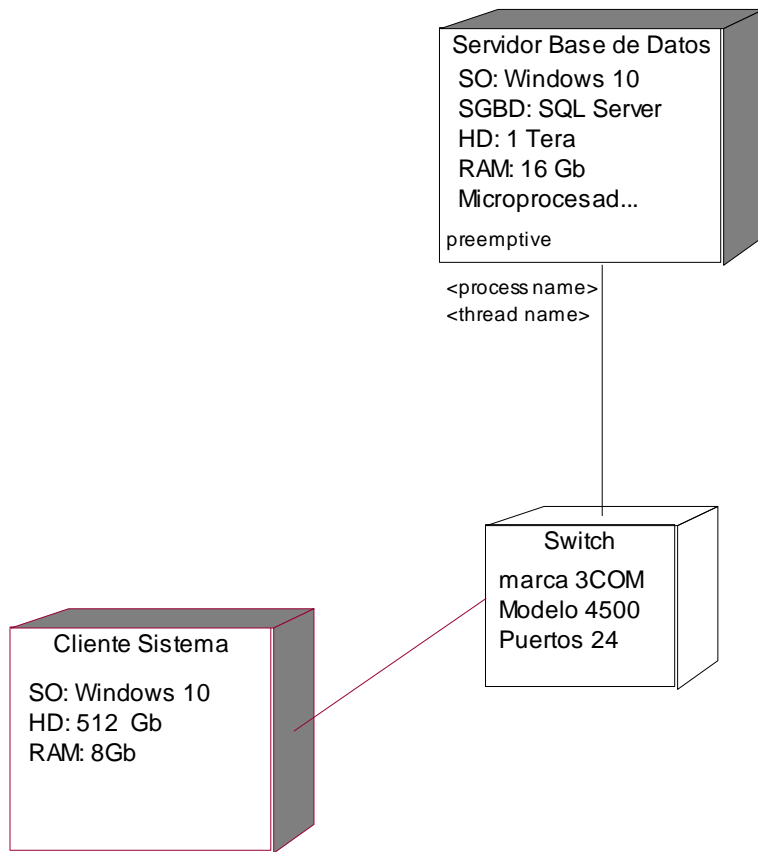 Servidor Base de Datos
SO: Windows 10
SGBD: SQL Server
HD: 1 Tera
RAM: 16 Gb
Microprocesad...
preemptive
<process name>
<thread name>
Switch
marca 3COM
Modelo 4500
Puertos 24
Cliente Sistema
SO: Windows 10
HD: 512 Gb
RAM: 8Gb